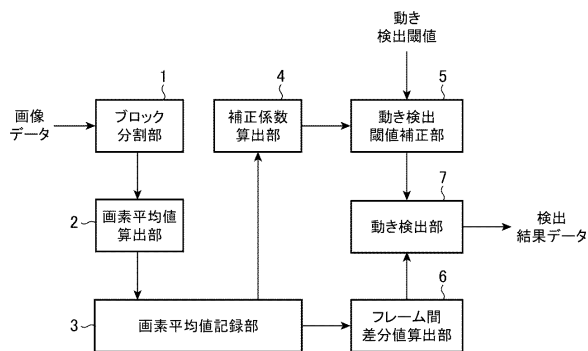 動き
検出閾値
1
4
5
画像
データ
ブロック
分割部
補正係数
算出部
動き検出
閾値補正部
7
2
画素平均値
算出部
動き検出部
検出
結果データ
6
3
画素平均値記録部
フレーム間
差分値算出部